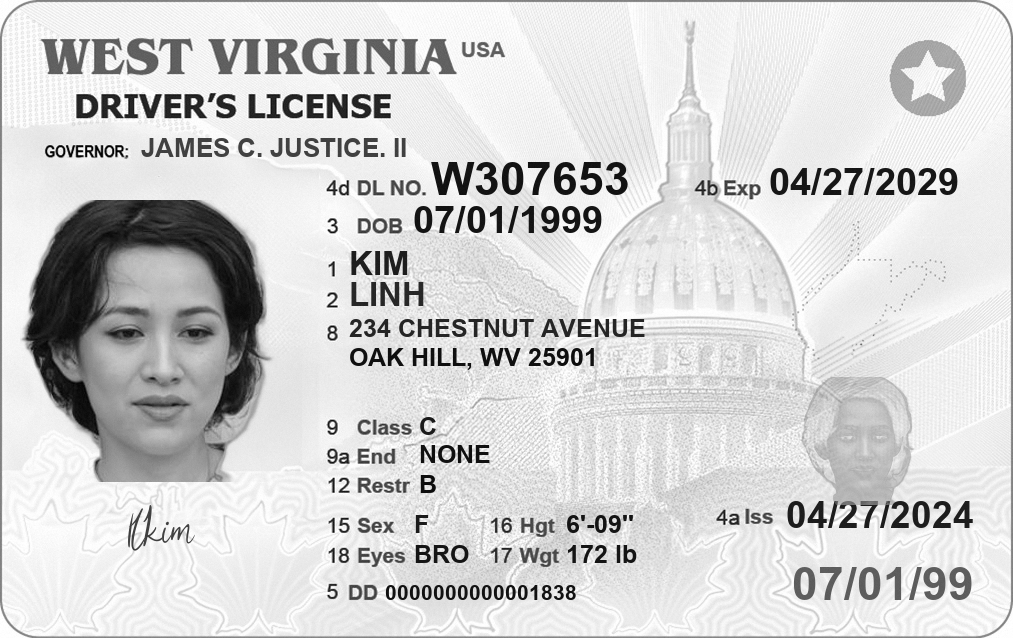 WEST VIRGINIA USA
DRIVER'S LICENSE
GOVERNOR: JAMES C. JUSTICE. II
4d DL NO. W307653 4b Exp 04/27/2029
3 DOB 07/01/1999
1 KIM
2 LINH
8 234 CHESTNUT AVENUE
OAK HILL, WV 25901
9 Class C
9a End NONE
12 Restr B
15 Sex F 16 Hgt 6'-09"
4a Iss 04/27/2024
18 Eyes BRO 17 Wgt 172 lb
5 DD 0000000000001838
07/01/99